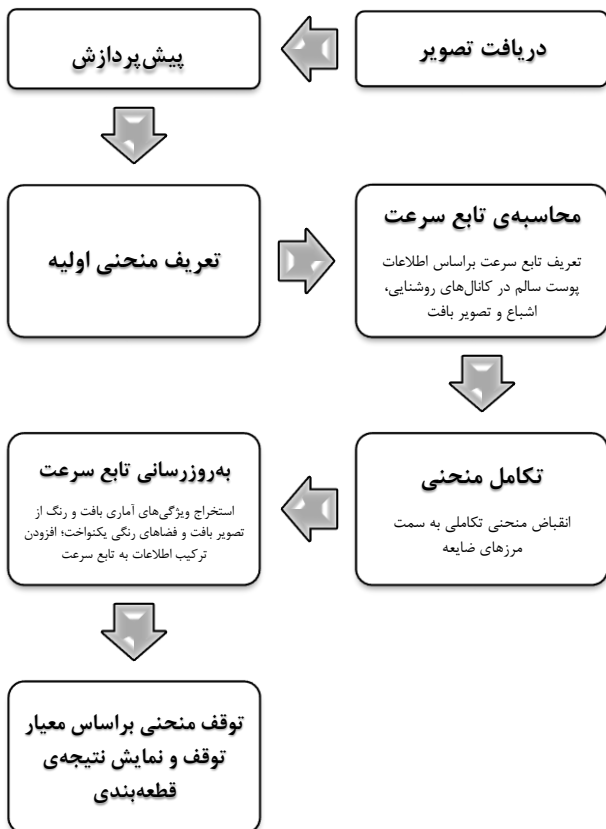 دریافت تصویر
پیش‌پردازش
تعریف منحنی اولیه
محاسبه‌ی تابع سرعت
تعریف تابع سرعت براساس اطلاعات
پوست سالم در کانال‌های روشنایی،
اشباع و تصویر بافت
تکامل منحنی
انقباض منحنی تکاملی به سمت
مرزهای ضایعه
به‌روزرسانی تابع سرعت
استخراج ویژگی‌های آماری بافت و رنگ از
تصویر بافت و فضاهای رنگی یکنواخت؛ افزودن
ترکیب اطلاعات به تابع سرعت
توقف منحنی براساس معیار
توقف و نمایش نتیجه‌ی
قطعه‌بندی